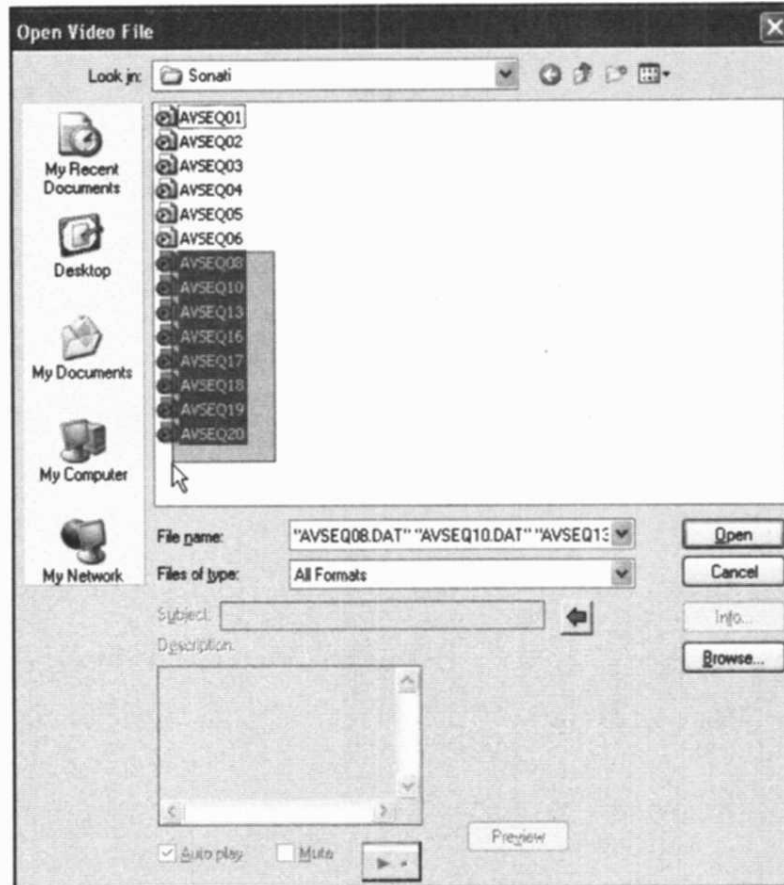 Open Video File
Look in: Sonati
AVSEQ01
AVSEQ02
AVSEQ03
AVSEQ04
AVSEQ05
AVSEQ06
AVSEQ08
AVSEQ10
AVSEQ13
AVSEQ16
AVSEQ17
AVSEQ18
AVSEQ19
AVSEQ20
My Recent
Documents
Desktop
My Documents
My Computer
My Network
File name: "AVSEQ08.DAT" "AVSEQ10.DAT" "AVSEQ13 Open
Files of type: All Formats Cancel
Subject: Info...
Description: Browse...
Preview
Auto play Mute